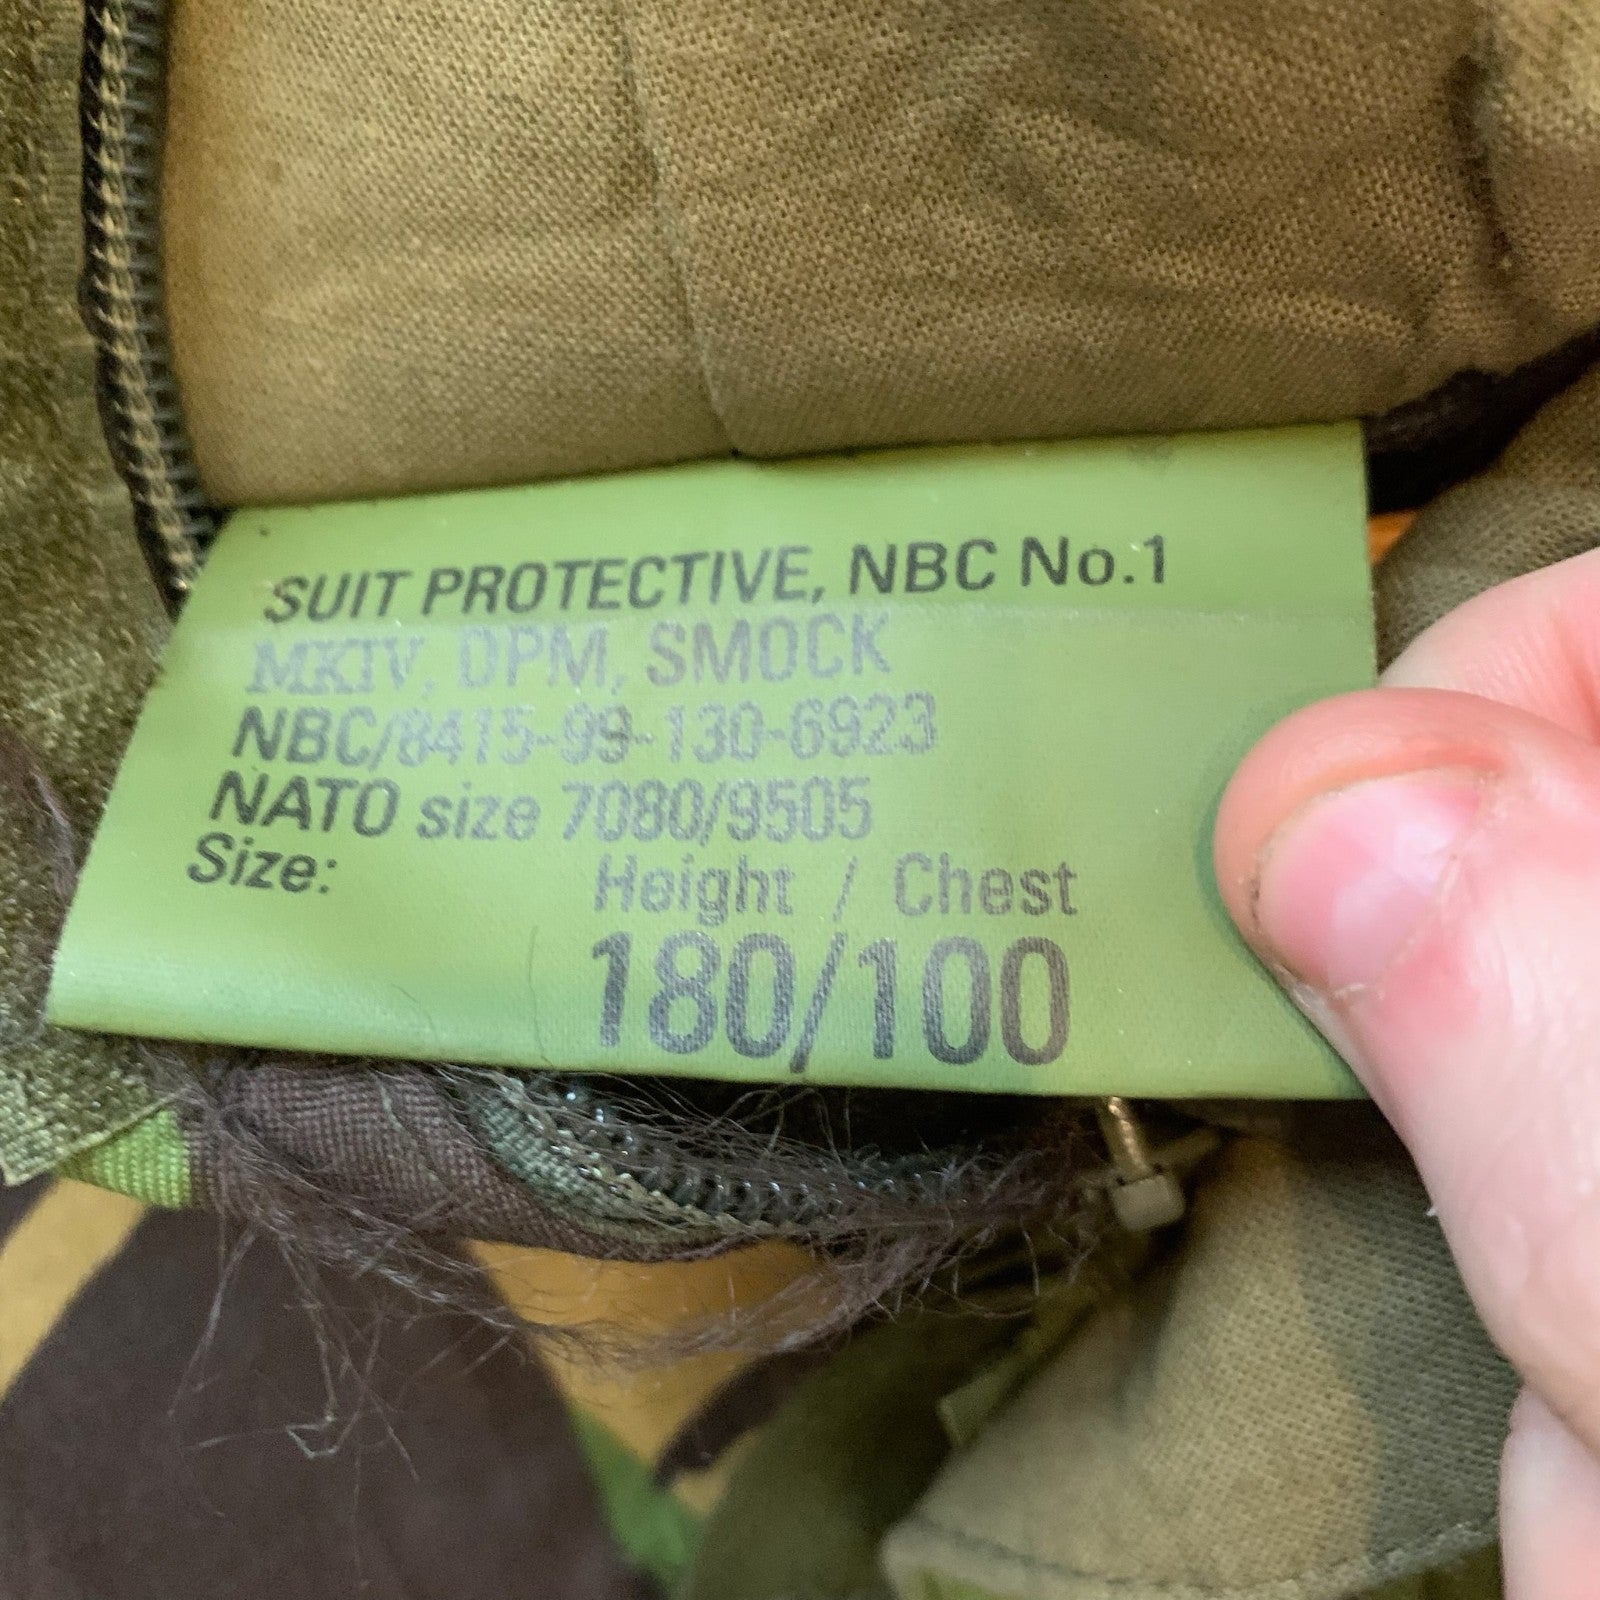 SUIT PROTECTIVE, NBC No.1
MKIV, DPM, SMOCK
NBC/8415-99-130-6923
NATO size 7080/9505
Size: Height / Chest
180/100